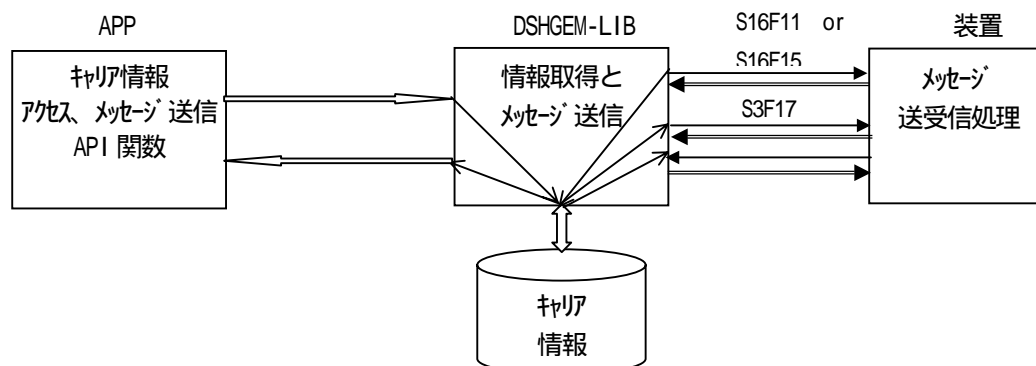 APP
DSHGEM-LIB
S16F11 or
S16F15
装置
ｷｬﾘｱ情報
ｱｸｾｽ、ﾒｯｾｰｼﾞ送信
API 関数
情報取得と
ﾒｯｾｰｼﾞ送信
S3F17
ﾒｯｾｰｼﾞ
送受信処理
ｷｬﾘｱ
情報